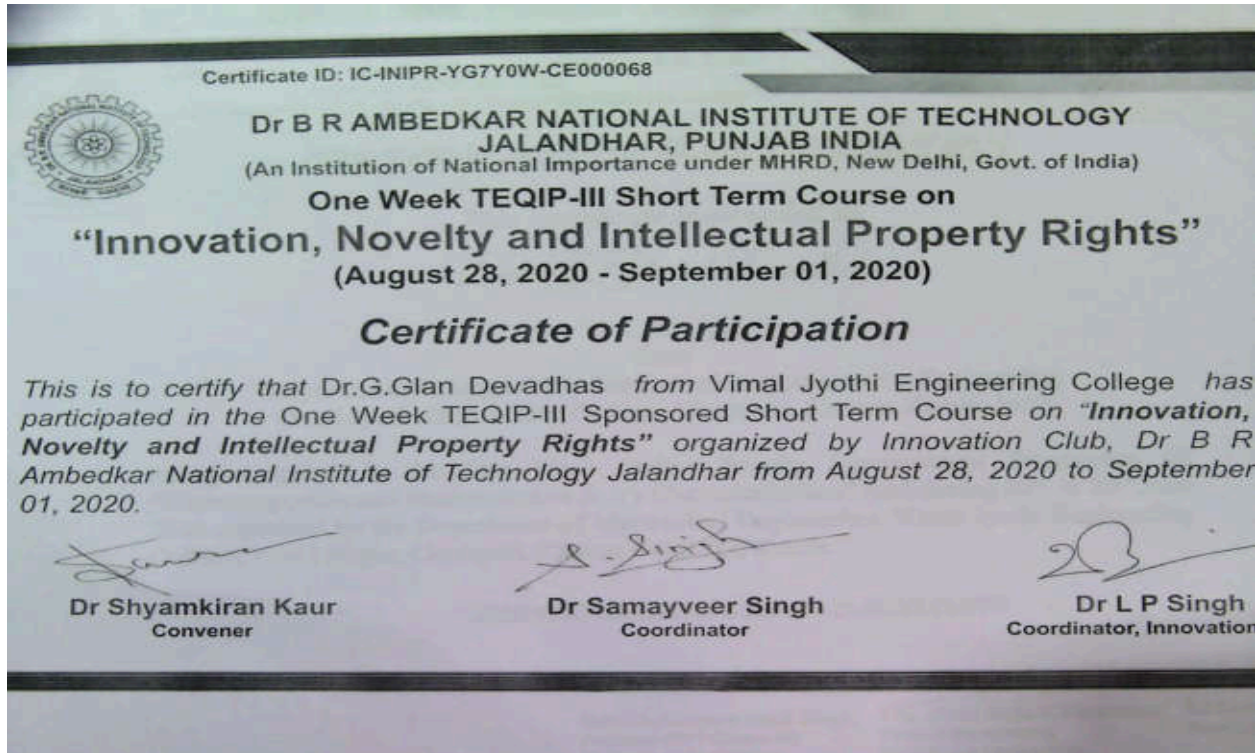 Certificate ID: IC-INIPR-YG7Y0W-CE000068
Dr B R AMBEDKAR NATIONAL INSTITUTE OF TECHNOLOGY
JALANDHAR, PUNJAB INDIA
(An Institution of National Importance under MHRD, New Delhi, Govt. of India)
One Week TEQIP-III Short Term Course on
“Innovation, Novelty and Intellectual Property Rights”
(August 28, 2020 - September 01, 2020)
Certificate of Participation
This is to certify that Dr.G.Glan Devadhas from Vimal Jyothi Engineering College has
participated in the One Week TEQIP-III Sponsored Short Term Course on “Innovation,
Novelty and Intellectual Property Rights” organized by Innovation Club, Dr B R
Ambedkar National Institute of Technology Jalandhar from August 28, 2020 to September
01, 2020.
S. Singh
Dr Shyamkiran Kaur Dr Samayveer Singh Dr L P Singh
Convener Coordinator Coordinator, Innovation